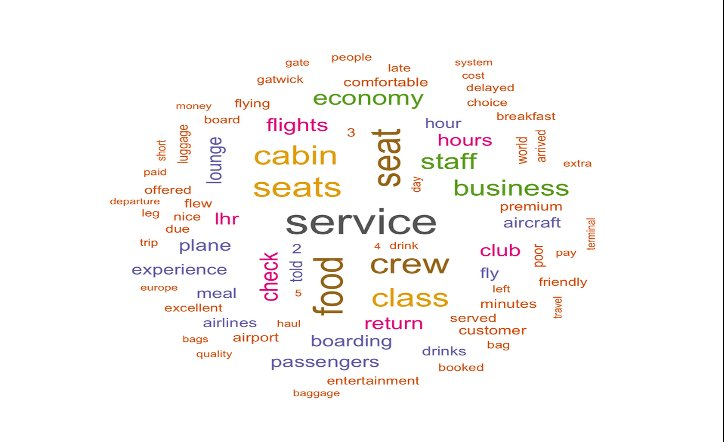 people
gate
system
late
cost
gatwick
comfortable
delayed
economy
choice
money
flying
breakfast
board
flights
3
hour
seat
hours
luggage
short
lounge
cabin
staff
world
arrived
extra
paid
seats
day
business
offered
departure
flew
premium
leg
nice
lhr
service
aircraft
due
terminal
trip
plane
2
4
drink
club
poor
pay
experience
check
told
food
crew
fly
friendly
europe
meal
5
class
left
excellent
minutes
travel
airlines
haul
return
served
customer
bags
airport
boarding
bag
quality
passengers
drinks
booked
entertainment
baggage